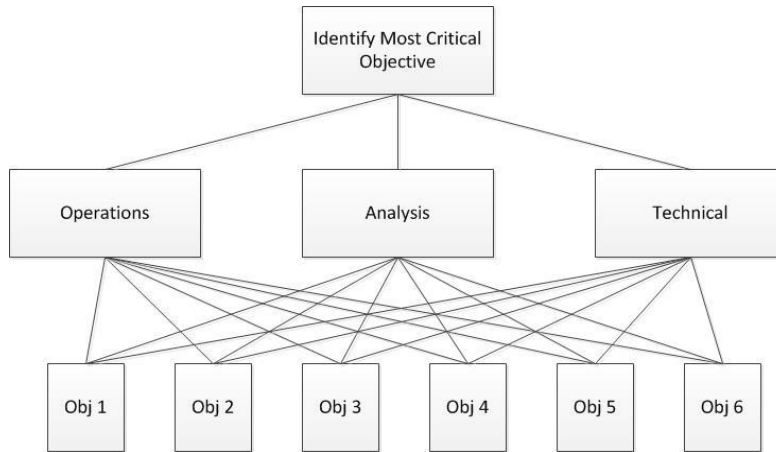 Identify Most Critical
Objective
Operations
Analysis
Technical
Obj 1
Obj 2
Obj 3
Obj 4
Obj 5
Obj 6